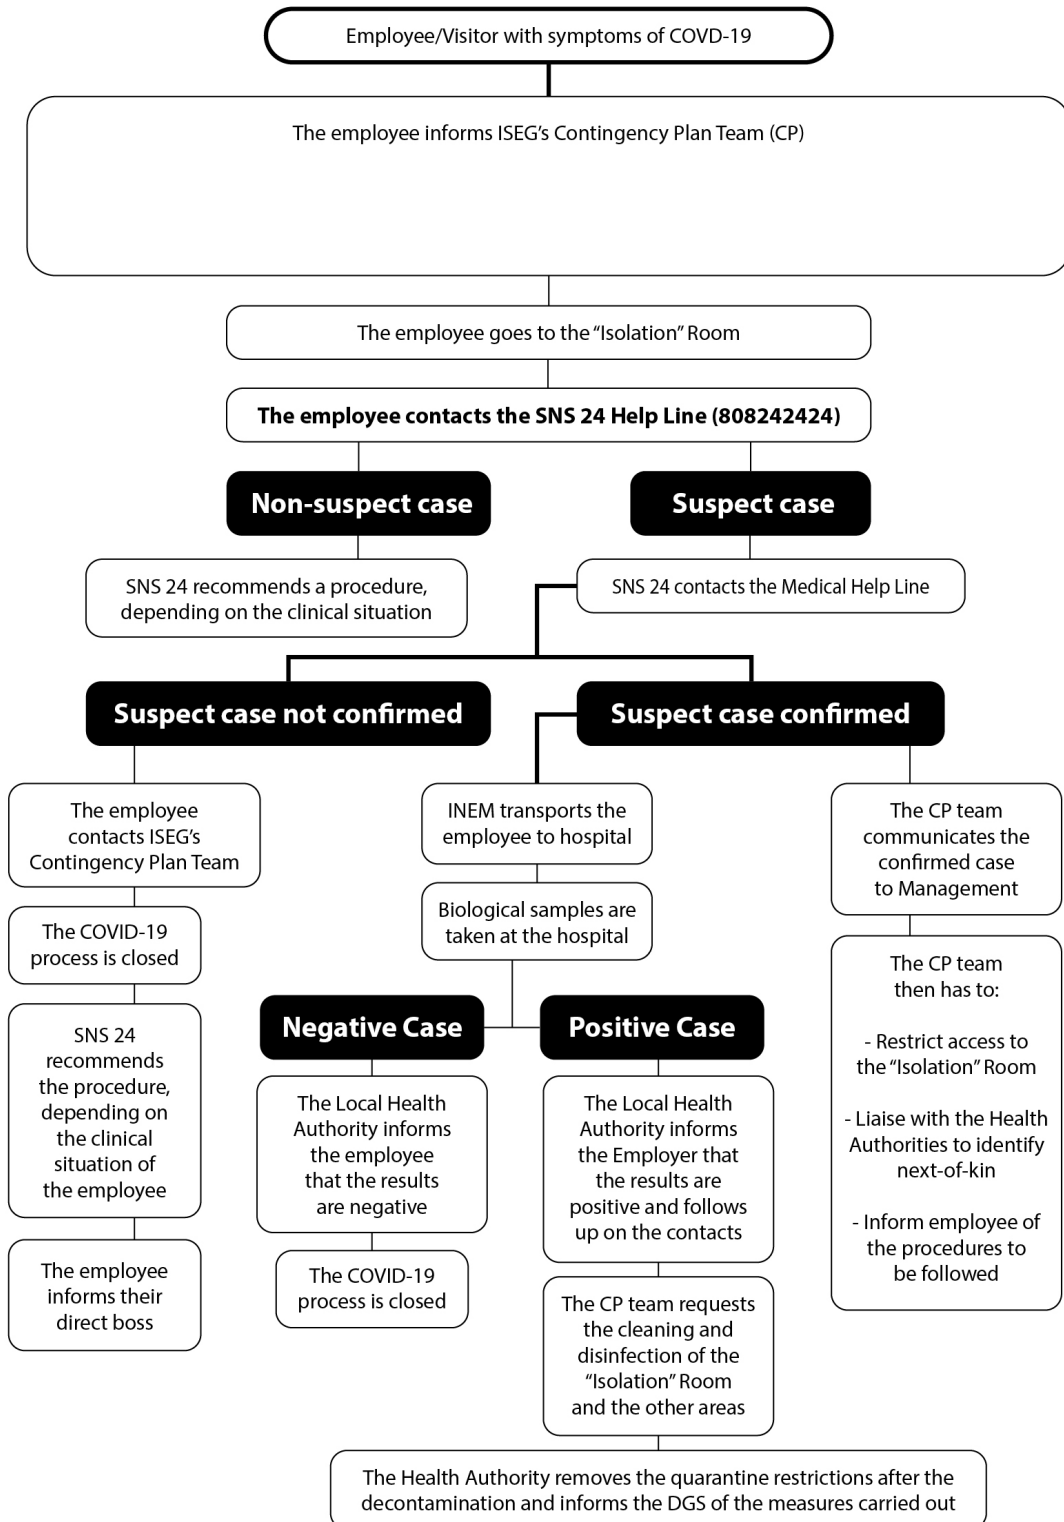 Employee/Visitor with symptoms of COVD-19
The employee informs ISEG’s Contingency Plan Team (CP)
The employee goes to the “Isolation” Room
The employee contacts the SNS 24 Help Line (808242424)
Non-suspect case
Suspect case
SNS 24 recommends a procedure,
depending on the clinical situation
SNS 24 contacts the Medical Help Line
Suspect case not confirmed
Suspect case confirmed
The employee
contacts ISEG’s
Contingency Plan Team
The COVID-19
process is closed
SNS 24
recommends
the procedure,
depending on
the clinical
situation of
the employee
The employee
informs their
direct boss
INEM transports the
employee to hospital
Biological samples are
taken at the hospital
Negative Case
The Local Health
Authority informs
the employee
that the results
are negative
The COVID-19
process is closed
Positive Case
The Local Health
Authority informs
the Employer that
the results are
positive and follows
up on the contacts
The CP team requests
the cleaning and
disinfection of the
“Isolation” Room
and the other areas
The Health Authority removes the quarantine restrictions after the
decontamination and informs the DGS of the measures carried out
The CP team
communicates the
confirmed case
to Management
The CP team
then has to:
- Restrict access to
the “Isolation” Room
- Liaise with the Health
Authorities to identify
next-of-kin
- Inform employee of
the procedures to
be followed